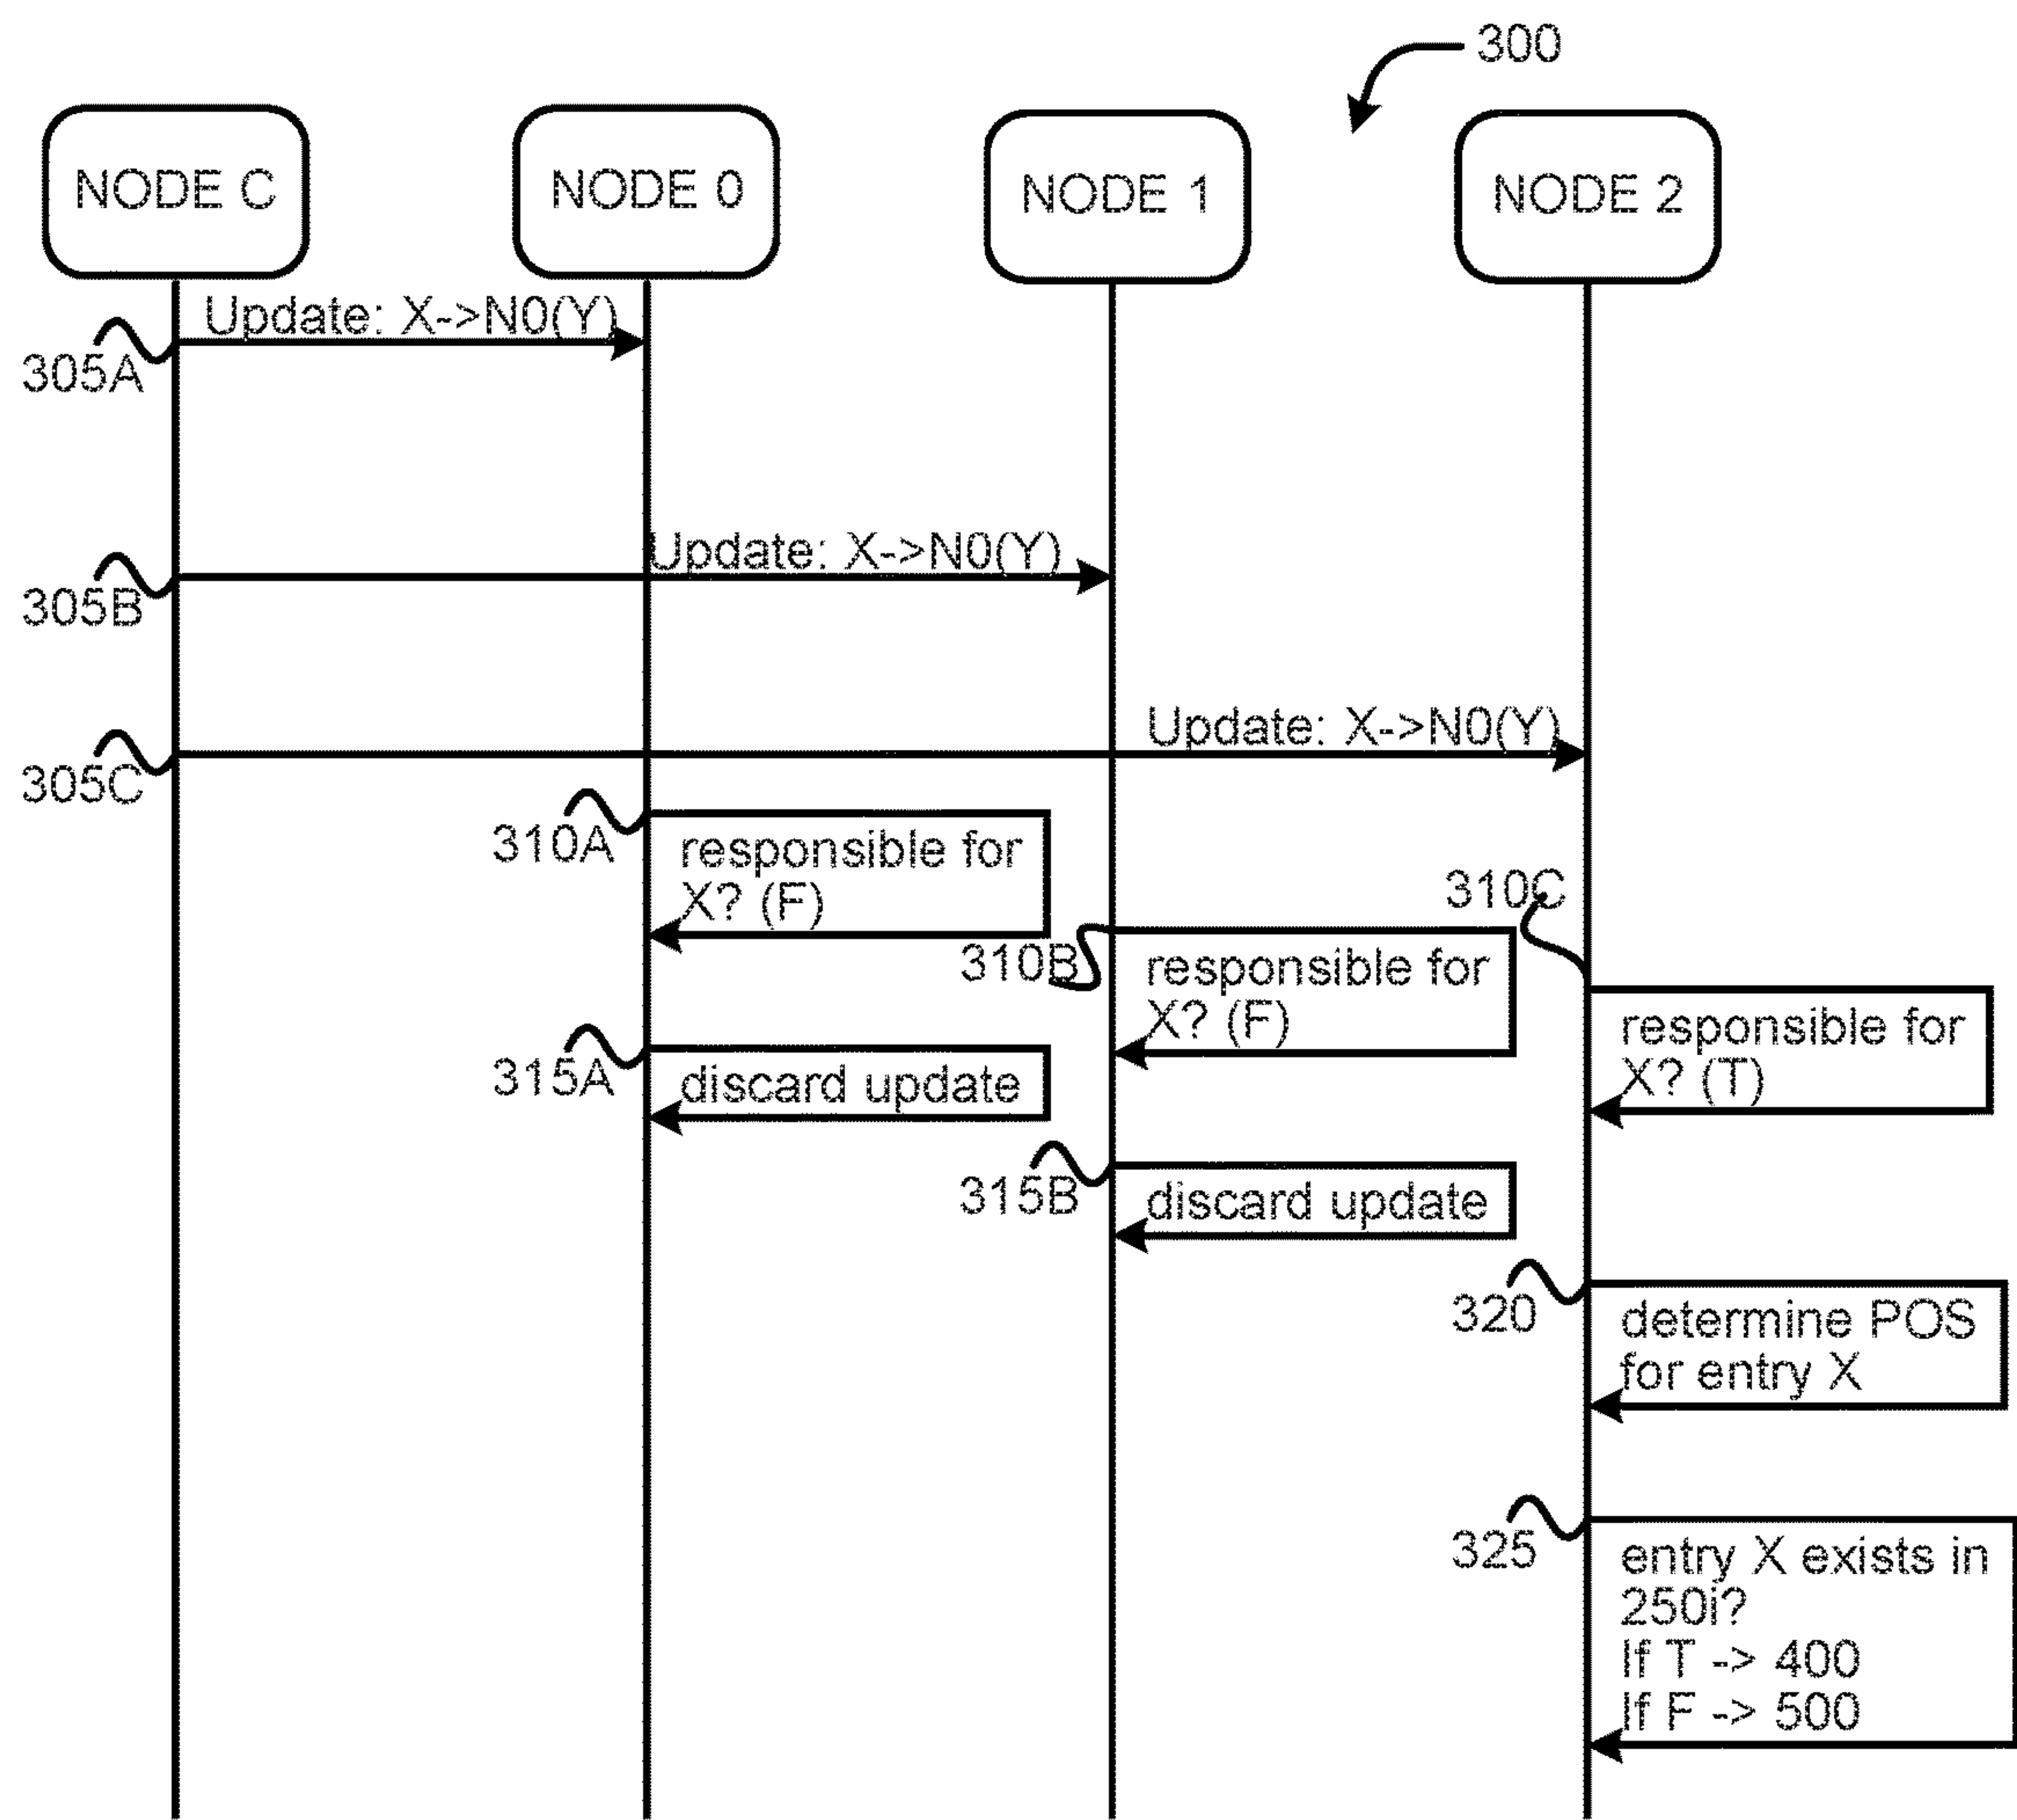 300
NODE C
NODE 0
NODE 1
NODE 2
Update: X->N0(Y)
305A
Update: X->N0(Y)
305B
Update: X->N0(Y)
305C
310A
responsible for
X? (F)
310B
responsible for
X? (F)
310C
responsible for
X? (T)
315A
discard update
315B
discard update
320
determine POS
for entry X
325
entry X exists in
250i?
If T -> 400
If F -> 500